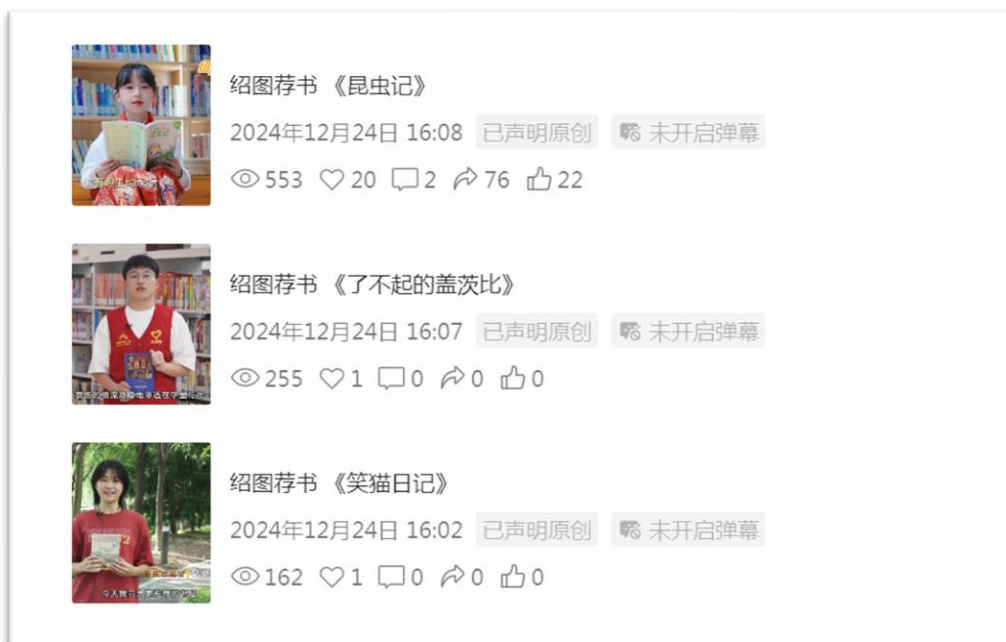 绍图荐书 《昆虫记》
2024年12月24日 16:08 已声明原创 未开启弹幕
553 20 2 76 22
绍图荐书 《了不起的盖茨比》
2024年12月24日 16:07 已声明原创 未开启弹幕
255 1 0 0 0
绍图荐书 《笑猫日记》
2024年12月24日 16:02 已声明原创 未开启弹幕
162 1 0 0 0